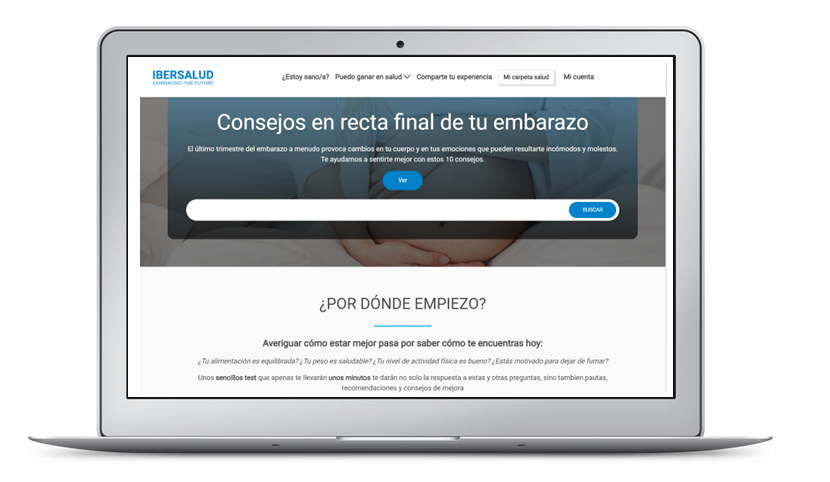 IBERSALUD
EMBRACING THE FUTURE
¿Estoy sano/a? Puedo ganar en salud Comparte tu experiencia Mi carpeta salud Mi cuenta
Consejos en recta final de tu embarazo
El último trimestre del embarazo a menudo provoca cambios en tu cuerpo y en tus emociones que pueden resultarte incómodos y molestos.
Te ayudamos a sentirte mejor con estos 10 consejos.
Ver
BUSCAR
¿POR DÓNDE EMPIEZO?
Averiguar cómo estar mejor pasa por saber cómo te encuentras hoy:
¿Tu alimentación es equilibrada? ¿Tu peso es saludable? ¿Tu nivel de actividad física es bueno? ¿Estás motivado para dejar de fumar?
Unos sencillos test que apenas te llevarán unos minutos te darán no solo la respuesta a estas y otras preguntas, sino tambien pautas,
recomendaciones y consejos de mejora